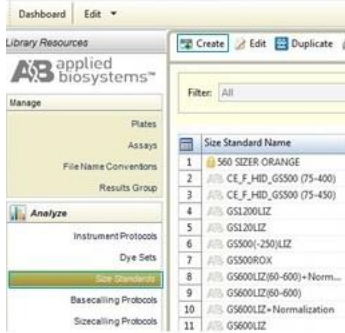 Dashboard Edit
Library Resources
Create Edit Duplicate
AB applied
biosystems™
Filter: All
Manage
Plates
Assays
File Name Conventions
Results Group
Analyze
Instrument Protocols
Dye Sets
Size Standards
Basecalling Protocols
Sizecalling Protocols
Size Standard Name
1 560 SIZER ORANGE
2 CE_F_HID_GS500 (75-400)
3 CE_F_HID_GS500 (75-450)
4 GS1200LIZ
5 GS120LIZ
6 GS500(-250)LIZ
7 GS500ROX
8 GS600LIZ(60-600)+Norm...
9 GS600LIZ(60-600)
10 GS600LIZ+Normalization
11 GS600LIZ